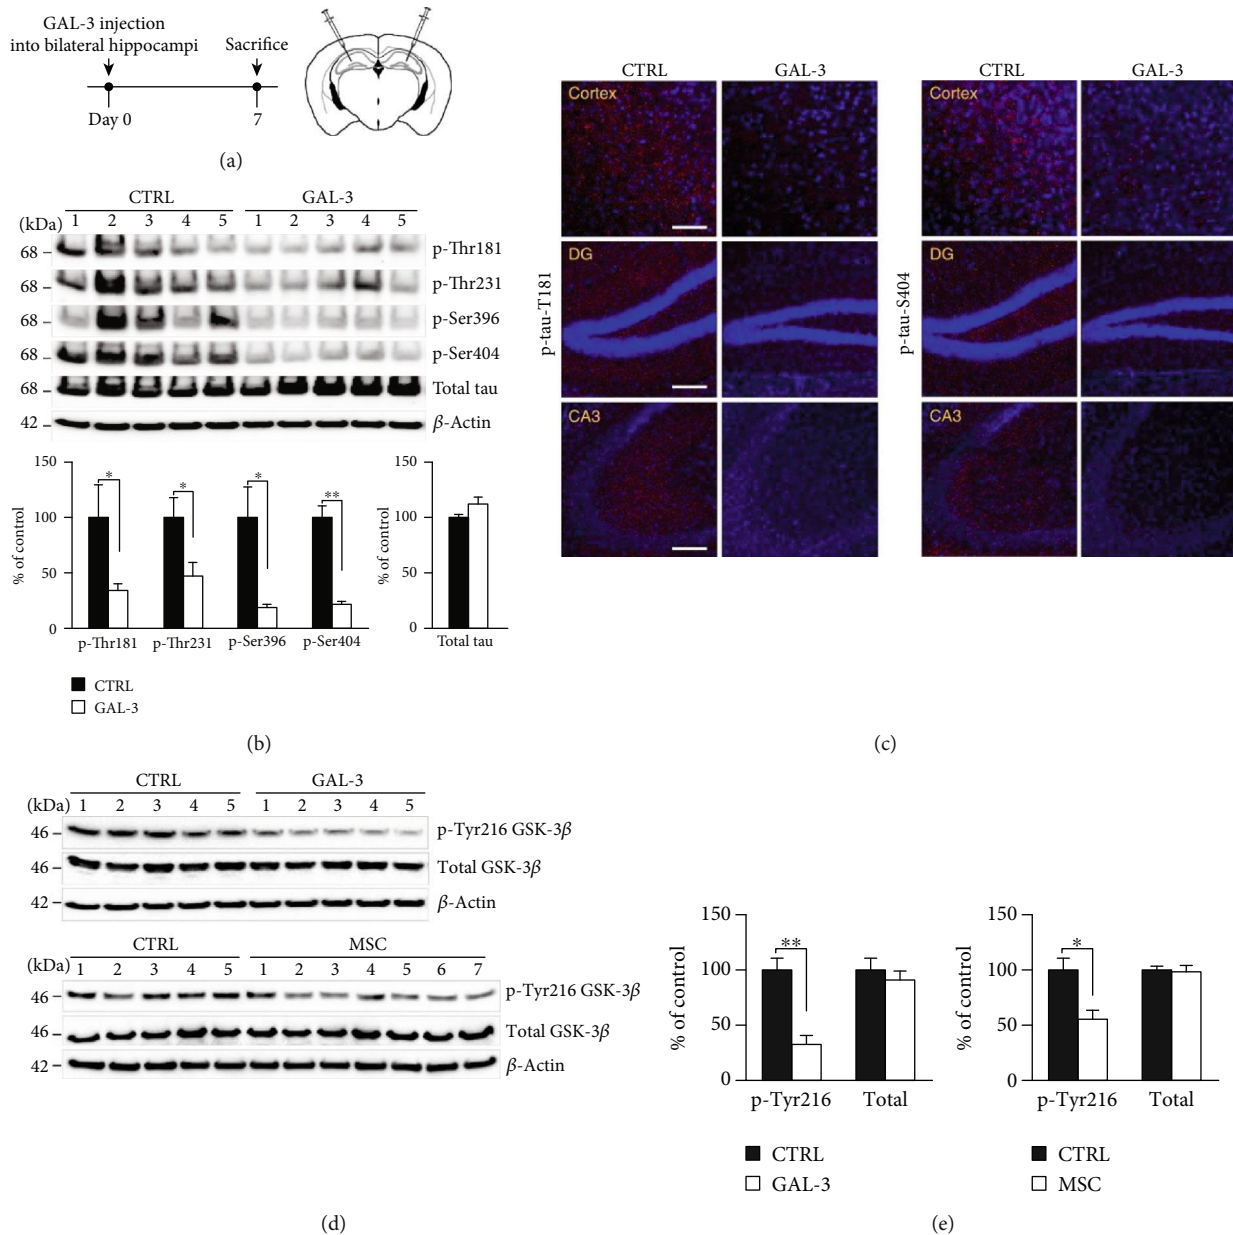 GAL-3 injection
into bilateral hippocampi
Sacrifice
Day 0
7
(a)
CTRL GAL-3
(kDa) 1 2 3 4 5 1 2 3 4 5
68 p-Thr181
68 p-Thr231
68 p-Ser396
68 p-Ser404
68 Total tau
42 β-Actin
150
100
50
0
% of control
* * * **
p-Thr181 p-Thr231 p-Ser396 p-Ser404
150
100
50
0
% of control
Total tau
CTRL
GAL-3
(b)
CTRL GAL-3
p-tau-T181
Cortex
DG
CA3
CTRL GAL-3
p-tau-S404
Cortex
DG
CA3
(c)
CTRL GAL-3
(kDa) 1 2 3 4 5 1 2 3 4 5
46 p-Tyr216 GSK-3β
46 Total GSK-3β
42 β-Actin
CTRL MSC
(kDa) 1 2 3 4 5 1 2 3 4 5 6 7
46 p-Tyr216 GSK-3β
46 Total GSK-3β
42 β-Actin
(d)
150
100
50
0
% of control
**
p-Tyr216 Total
CTRL
GAL-3
150
100
50
0
% of control
*
p-Tyr216 Total
CTRL
MSC
(e)